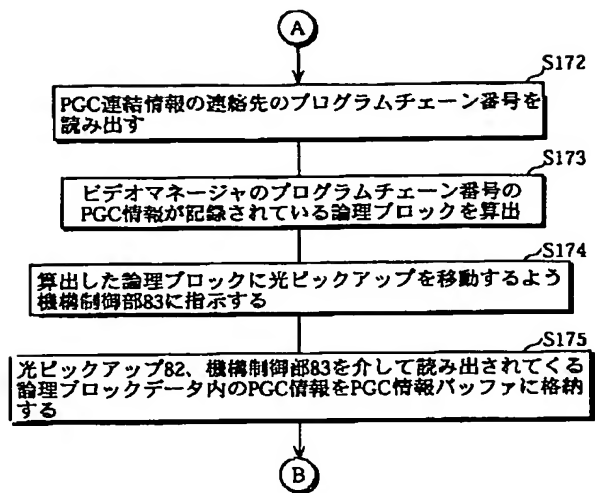 A
S172
PGC連結情報の連絡先のプログラムチェーン番号を
読み出す
S173
ビデオマネージャのプログラムチェーン番号の
PGC情報が記録されている論理ブロックを算出
S174
算出した論理ブロックに光ピックアップを移動するよう
機構制御部83に指示する
S175
光ピックアップ82、機構制御部83を介して読み出されてくる
論理ブロックデータ内のPGC情報をPGC情報バッファに格納
する
B